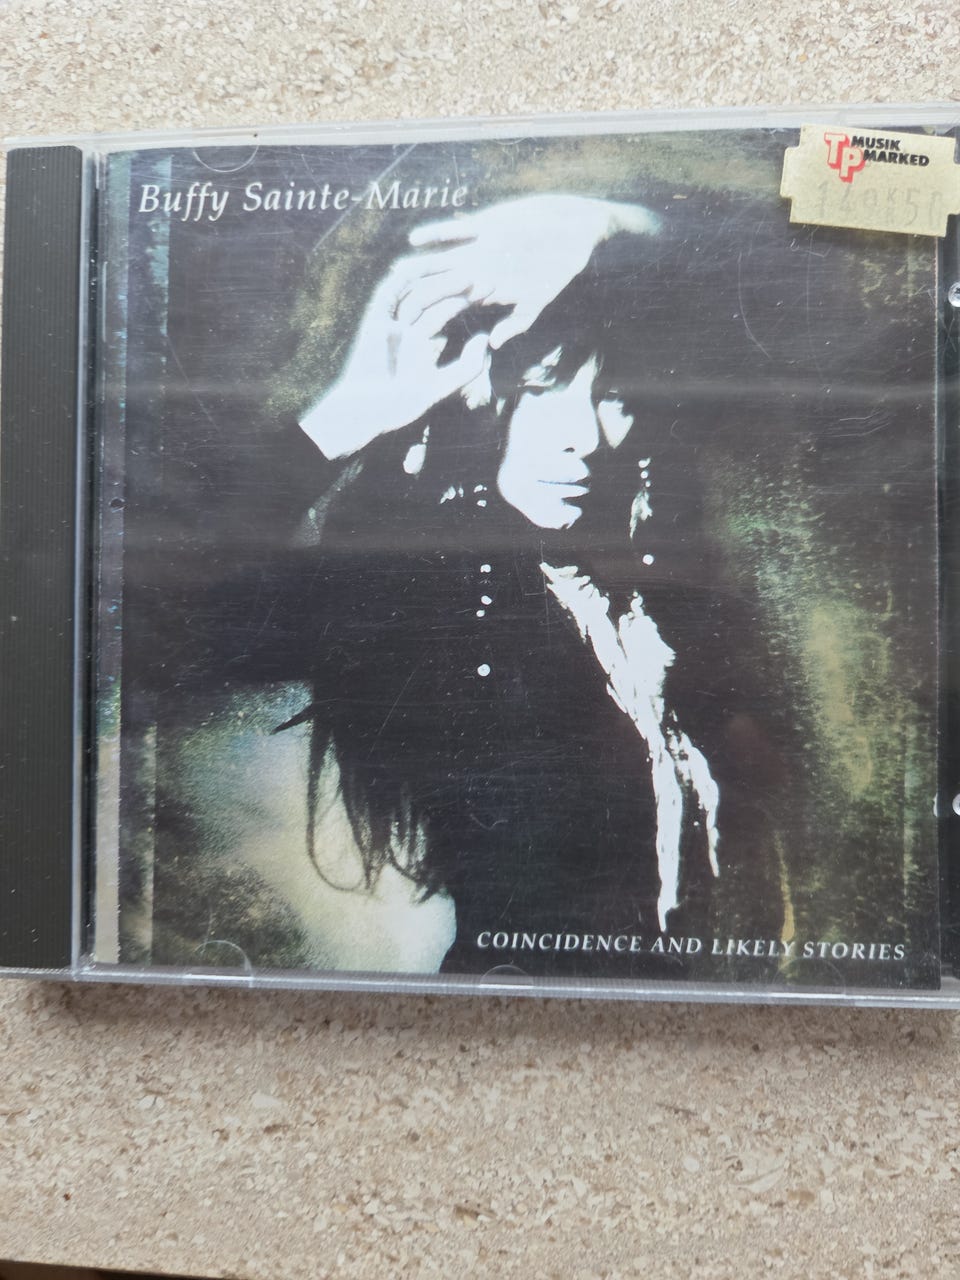 Buffy Sainte-Marie
TP MUSIK
MARKED
COINCIDENCE AND LIKELY STORIES